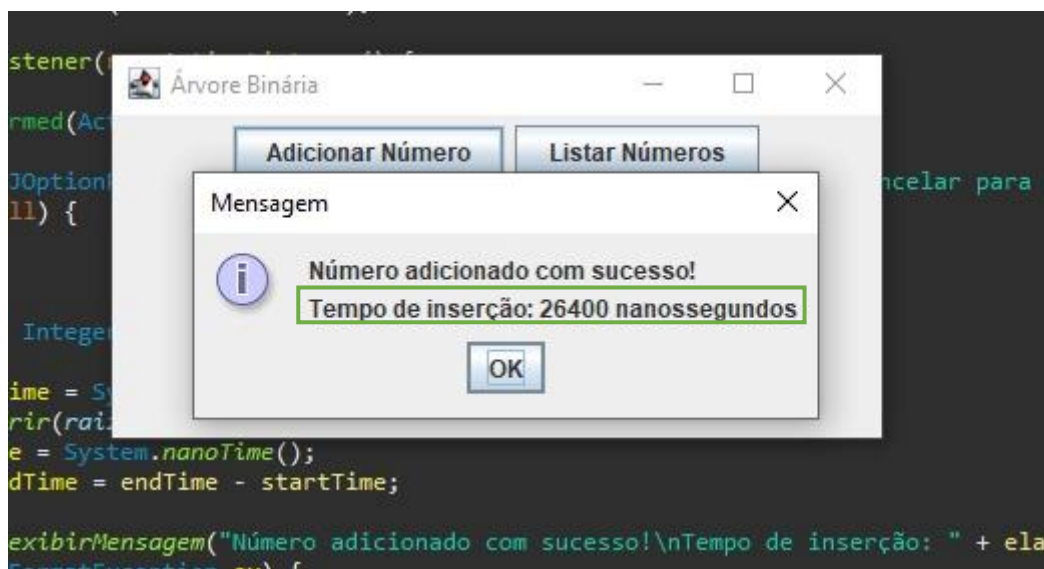 stener(
Árvore Binária
rmed(Ac
Adicionar Número Listar Números
JOption ncelar para
ll) {
Mensagem
Número adicionado com sucesso!
Tempo de inserção: 26400 nanossegundos
Intege
OK
ime = S
rir(rai
e = System.nanoTime();
dTime = endTime - startTime;
exibirMensagem("Número adicionado com sucesso!\nTempo de inserção: " + ela